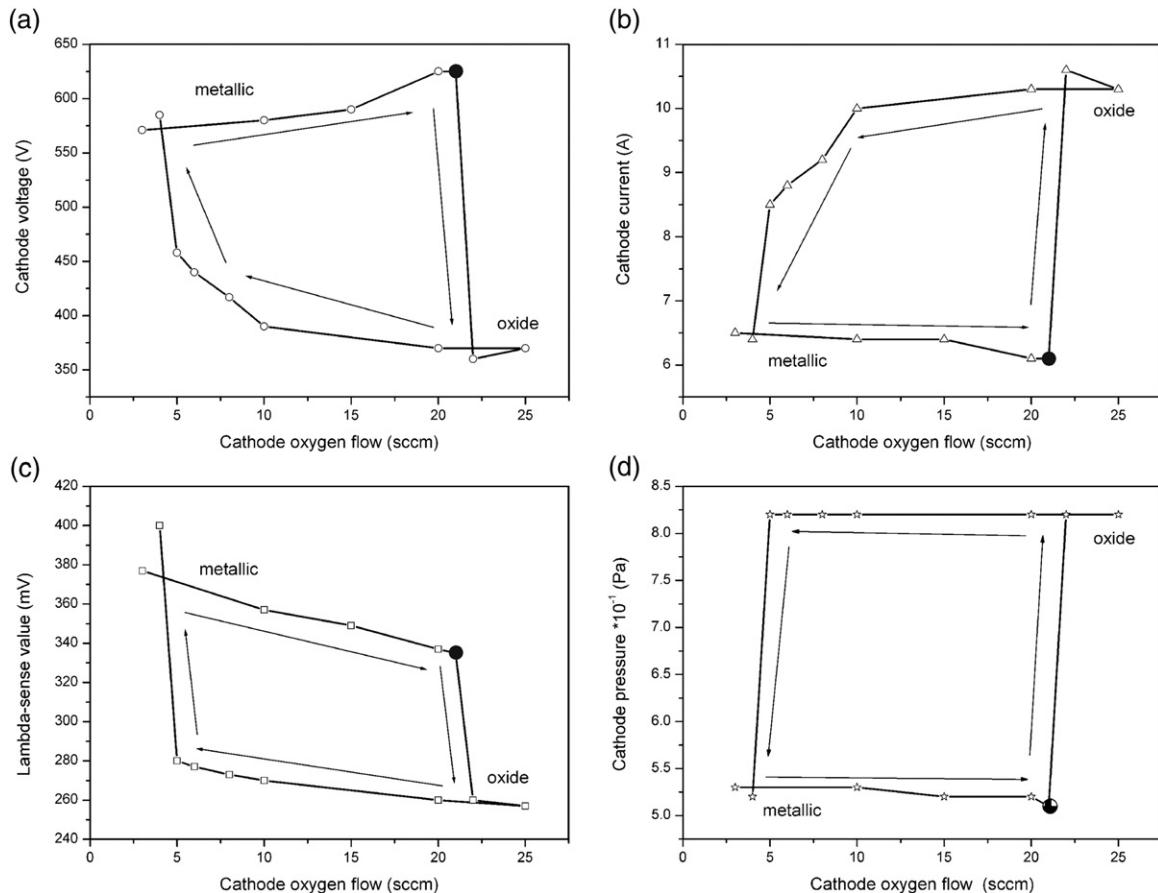 (a)
650
600
550
500
450
400
350
Cathode voltage (V)
metallic
oxide
0 5 10 15 20 25
Cathode oxygen flow (sccm)
(b)
11
10
9
8
7
6
Cathode current (A)
oxide
metallic
0 5 10 15 20 25
Cathode oxygen flow (sccm)
(c)
420
400
380
360
340
320
300
280
260
240
Lambda-sense value (mV)
metallic
oxide
0 5 10 15 20 25
Cathode oxygen flow (sccm)
(d)
8.5
8.0
7.5
7.0
6.5
6.0
5.5
5.0
Cathode pressure *10⁻¹ (Pa)
oxide
metallic
0 5 10 15 20 25
Cathode oxygen flow (sccm)